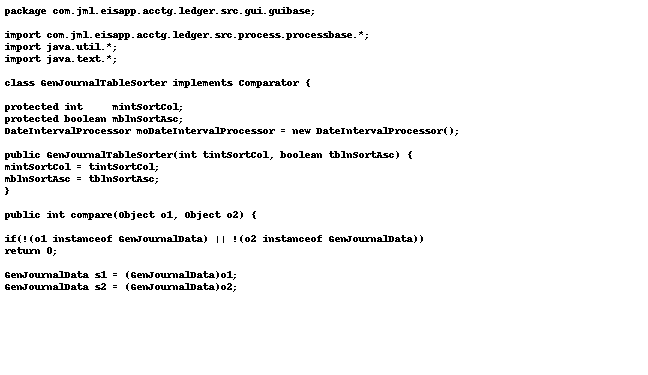 package com.jml.eisapp.acctg.ledger.src.gui.guibase;
import com.jml.eisapp.acctg.ledger.src.process.processbase.*;
import java.util.*;
import java.text.*;
class GenJournalTableSorter implements Comparator {
protected int     mintSortCol;
protected boolean mblnSortAsc;
DateIntervalProcessor moDateIntervalProcessor = new DateIntervalProcessor();
public GenJournalTableSorter(int tintSortCol, boolean tblnSortAsc) {
mintSortCol = tintSortCol;
mblnSortAsc = tblnSortAsc;
}
public int compare(Object o1, Object o2) {
if(!(o1 instanceof GenJournalData) || !(o2 instanceof GenJournalData))
return 0;
GenJournalData s1 = (GenJournalData)o1;
GenJournalData s2 = (GenJournalData)o2;